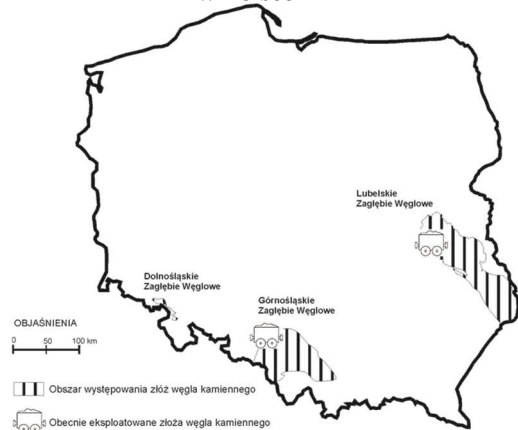 Lubelskie
Zagłębie Węglowe
Dolnośląskie
Zagłębie Węglowe
Górnośląskie
Zagłębie Węglowe
OBJAŚNIENIA
0 50 100 km
Obszar występowania złóż węgla kamiennego
Obecnie eksploatowane złoża węgla kamiennego